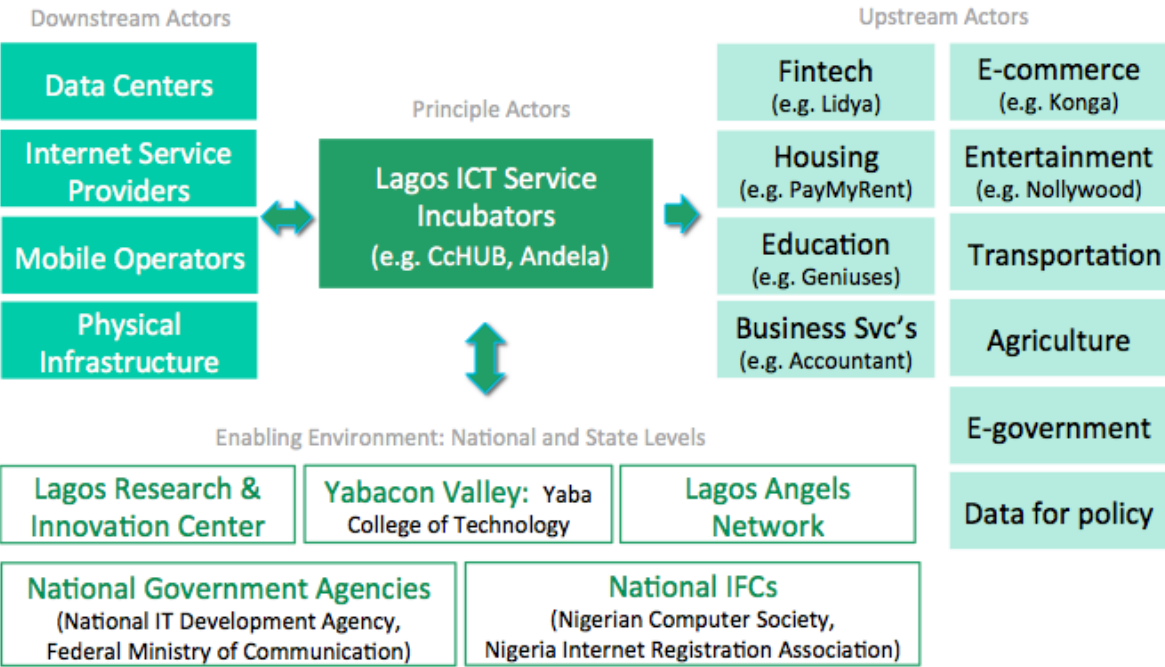 Downstream Actors
Data Centers
Internet Service
Providers
Mobile Operators
Physical
Infrastructure
Principle Actors
Lagos ICT Service
Incubators
(e.g. CcHUB, Andela)
Upstream Actors
Fintech
(e.g. Lidya)
Housing
(e.g. PayMyRent)
Education
(e.g. Geniuses)
Business Svc’s
(e.g. Accountant)
E-commerce
(e.g. Konga)
Entertainment
(e.g. Nollywood)
Transportation
Agriculture
E-government
Data for policy
Enabling Environment: National and State Levels
Lagos Research &
Innovation Center
Yabacon Valley: Yaba
College of Technology
Lagos Angels
Network
National Government Agencies
(National IT Development Agency,
Federal Ministry of Communication)
National IFCs
(Nigerian Computer Society,
Nigeria Internet Registration Association)